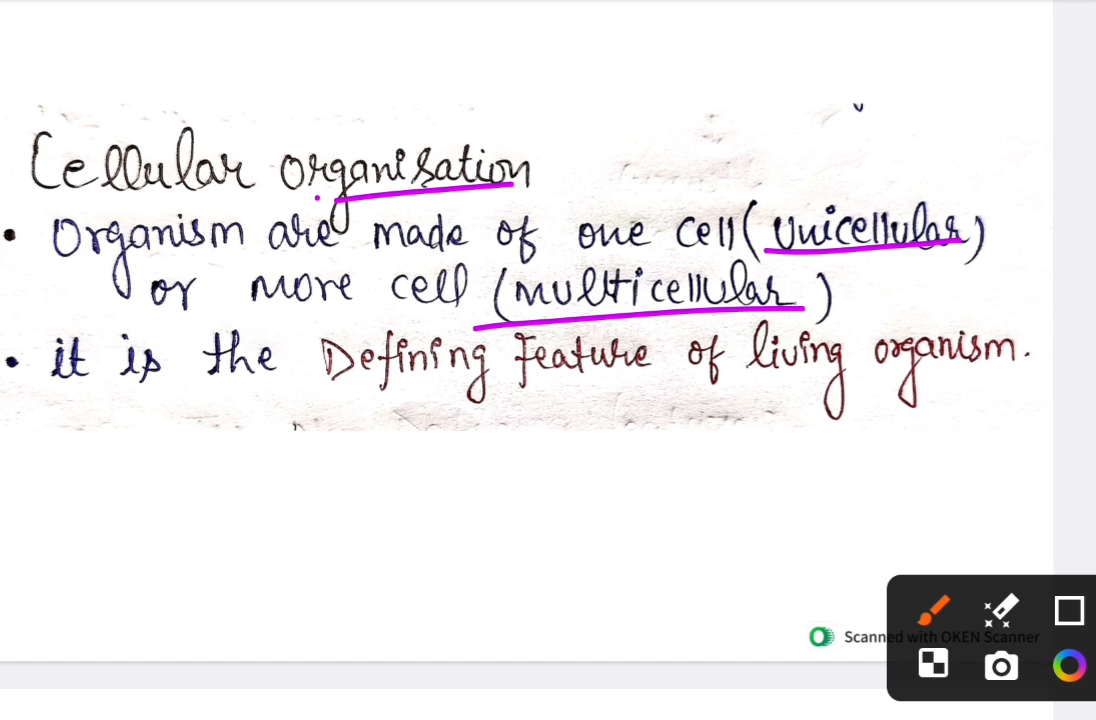 Cellular organisation
• Organism are made of one cell (Unicellular)
or more cell (multicellular)
• it is the Defining Feature of living organism.
Scanned with OKEN Scanner